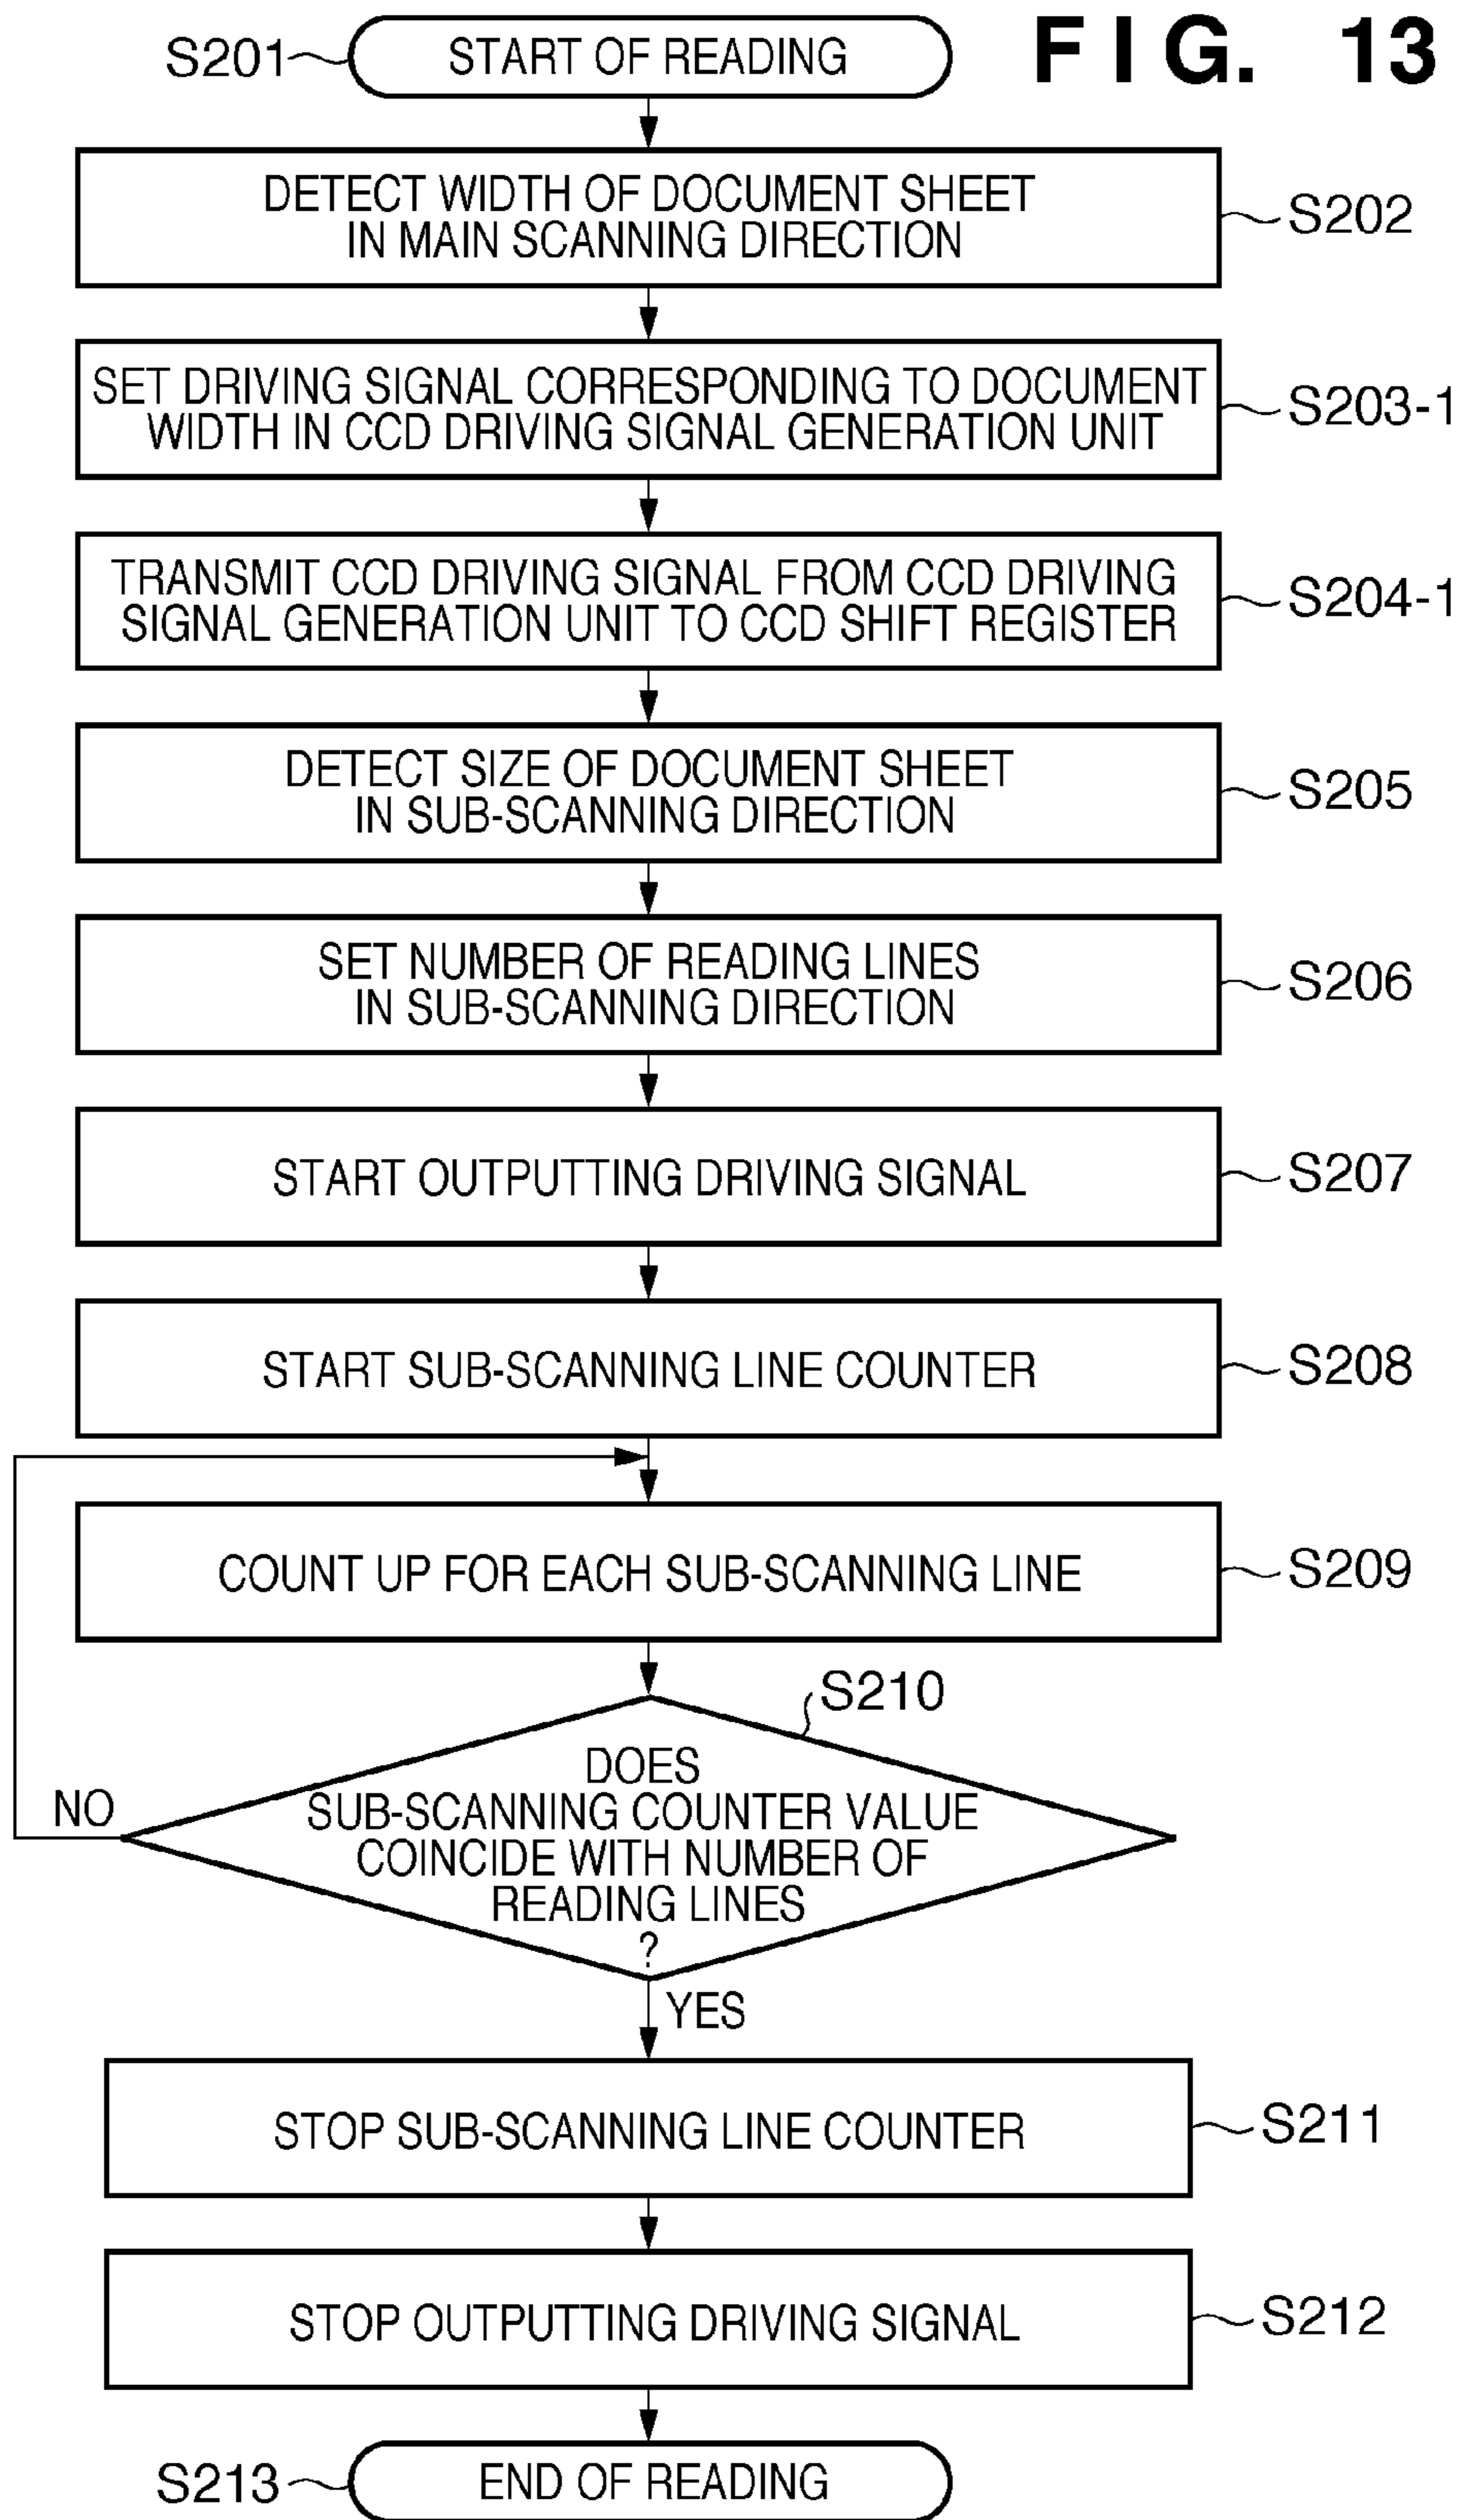 FIG. 13
S201
START OF READING
DETECT WIDTH OF DOCUMENT SHEET
IN MAIN SCANNING DIRECTION
S202
SET DRIVING SIGNAL CORRESPONDING TO DOCUMENT
WIDTH IN CCD DRIVING SIGNAL GENERATION UNIT
S203-1
TRANSMIT CCD DRIVING SIGNAL FROM CCD DRIVING
SIGNAL GENERATION UNIT TO CCD SHIFT REGISTER
S204-1
DETECT SIZE OF DOCUMENT SHEET
IN SUB-SCANNING DIRECTION
S205
SET NUMBER OF READING LINES
IN SUB-SCANNING DIRECTION
S206
START OUTPUTTING DRIVING SIGNAL
S207
START SUB-SCANNING LINE COUNTER
S208
COUNT UP FOR EACH SUB-SCANNING LINE
S209
S210
DOES
SUB-SCANNING COUNTER VALUE
COINCIDE WITH NUMBER OF
READING LINES
?
NO
YES
STOP SUB-SCANNING LINE COUNTER
S211
STOP OUTPUTTING DRIVING SIGNAL
S212
S213
END OF READING